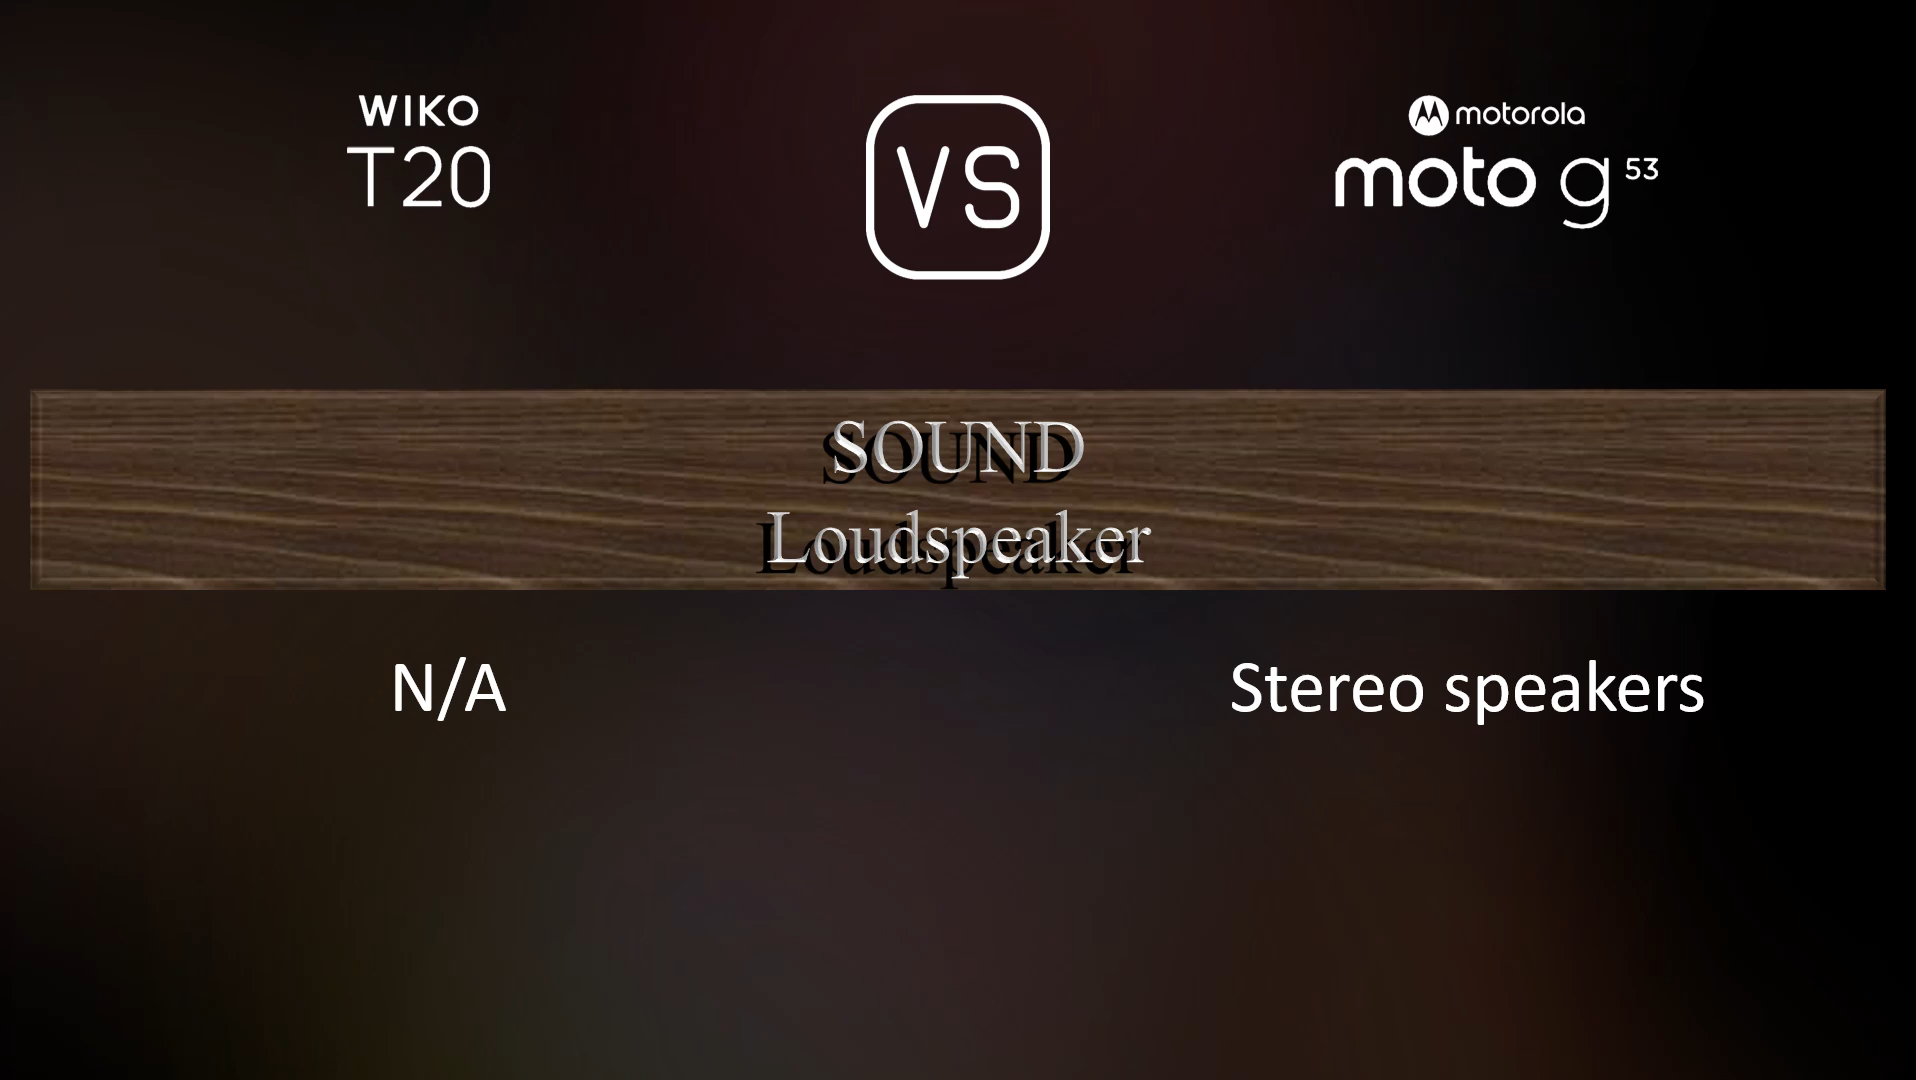 WIKO
T20
VS
motorola
moto g 53
SOUND
Loudspeaker
N/A
Stereo speakers